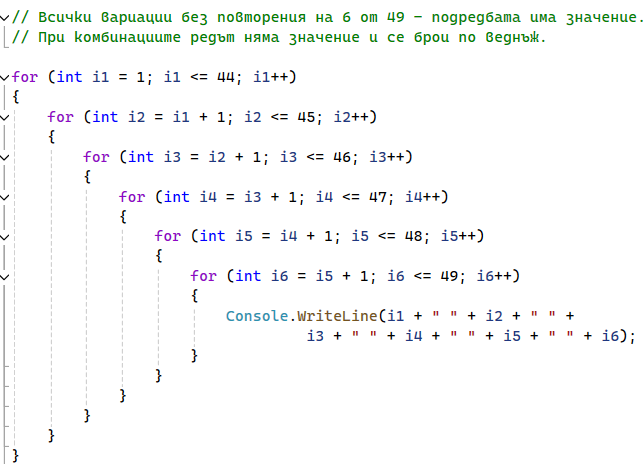 // Всички вариации без повторения на 6 от 49 – подредбата има значение.
// При комбинациите редът няма значение и се брои по веднъж.
for (int i1 = 1; i1 <= 44; i1++)
{
for (int i2 = i1 + 1; i2 <= 45; i2++)
{
for (int i3 = i2 + 1; i3 <= 46; i3++)
{
for (int i4 = i3 + 1; i4 <= 47; i4++)
{
for (int i5 = i4 + 1; i5 <= 48; i5++)
{
for (int i6 = i5 + 1; i6 <= 49; i6++)
{
Console.WriteLine(i1 + " " + i2 + " " +
i3 + " " + i4 + " " + i5 + " " + i6);
}
}
}
}
}
}